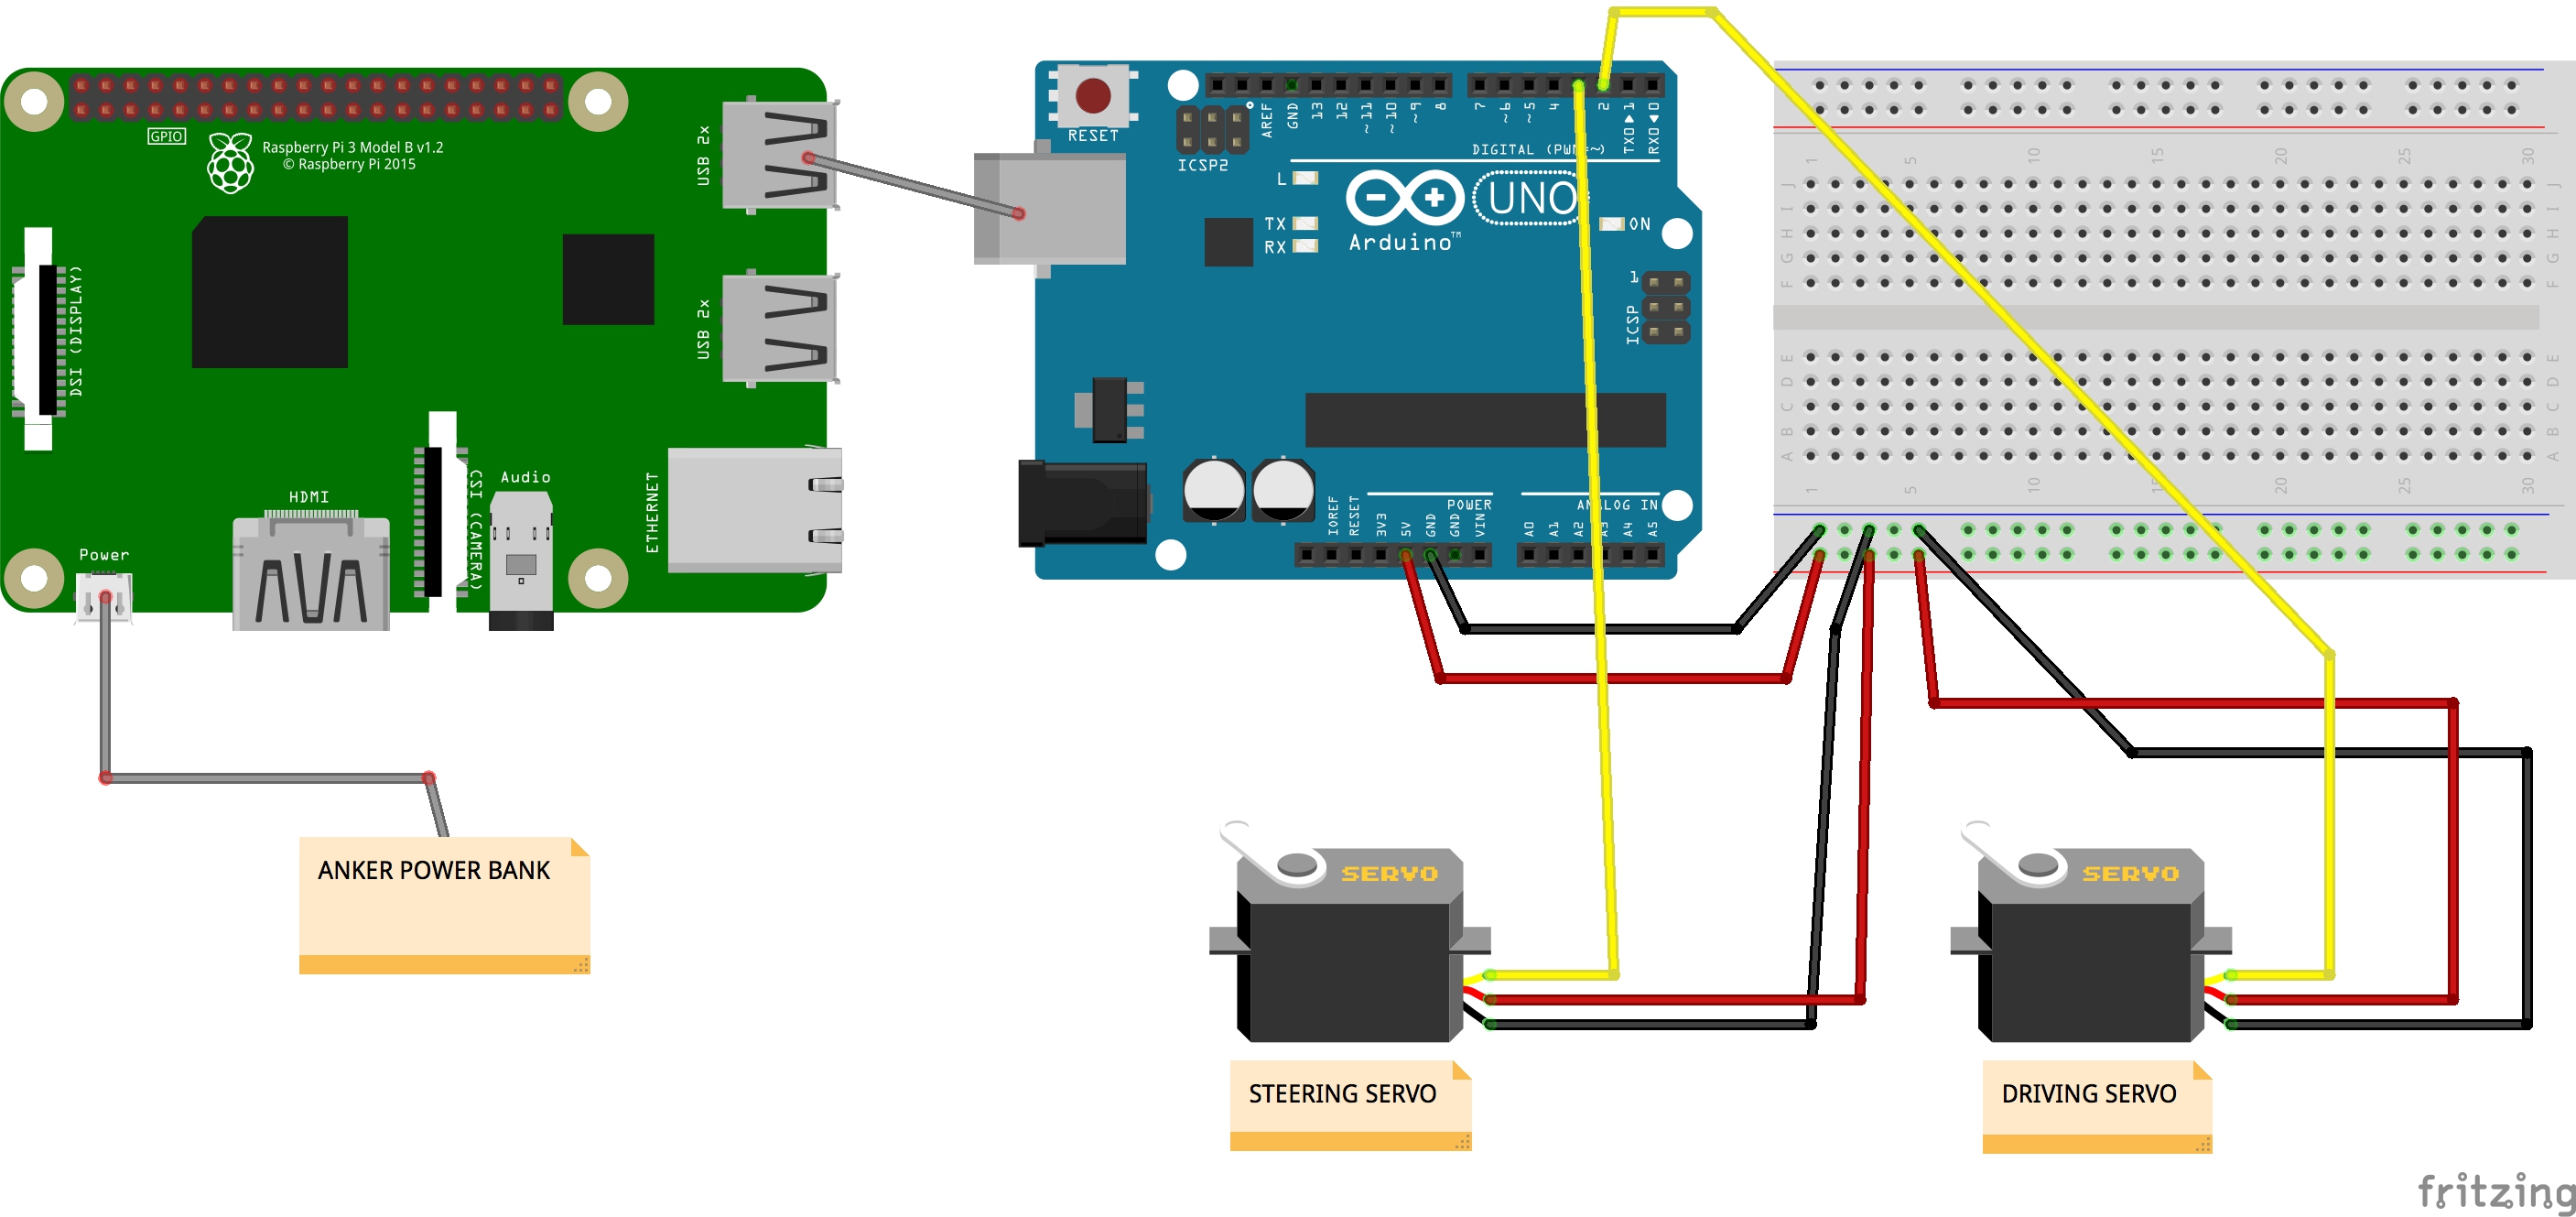 GPIO
Raspberry Pi 3 Model B v1.2
© Raspberry Pi 2015
USB 2x
USB 2x
DSI (DISPLAY)
CSI (CAMERA)
Audio
HDMI
ETHERNET
Power
RESET
ICSP2
AREF
GND
13
12
~11
~10
~9
8
7
~6
~5
4
2
TX0▶1
RX0◀0
DIGITAL (PWM=~)
L
TX
RX
UNO
Arduino™
ON
1
ICSP
POWER
ANALOG IN
IOREF
RESET
3V3
5V
GND
GND
VIN
A0
A1
A2
A3
A4
A5
1
5
10
15
20
25
30
J
I
H
G
F
E
D
C
B
A
J
I
H
G
F
E
D
C
B
A
1
5
10
15
20
25
30
ANKER POWER BANK
SERVO
SERVO
STEERING SERVO
DRIVING SERVO
fritzing